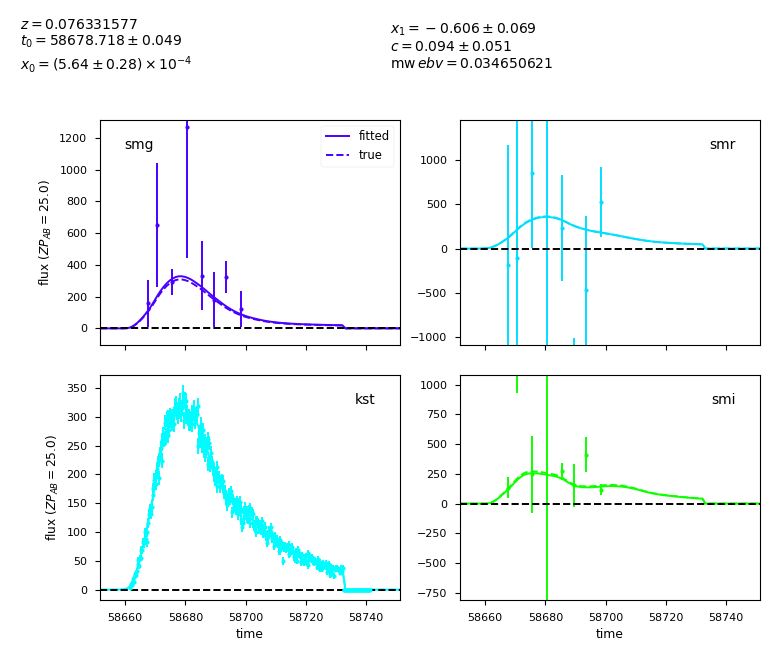 z = 0.076331577
t0 = 58678.718 ± 0.049
x0 = (5.64 ± 0.28) × 10^−4
x1 = −0.606 ± 0.069
c = 0.094 ± 0.051
mw ebv = 0.034650621
smg
fitted
true
1200
1000
800
600
400
200
0
flux (ZP_AB = 25.0)
smr
1000
500
0
−500
−1000
kst
350
300
250
200
150
100
50
0
flux (ZP_AB = 25.0)
58660 58680 58700 58720 58740
time
smi
1000
750
500
250
0
−250
−500
−750
58660 58680 58700 58720 58740
time